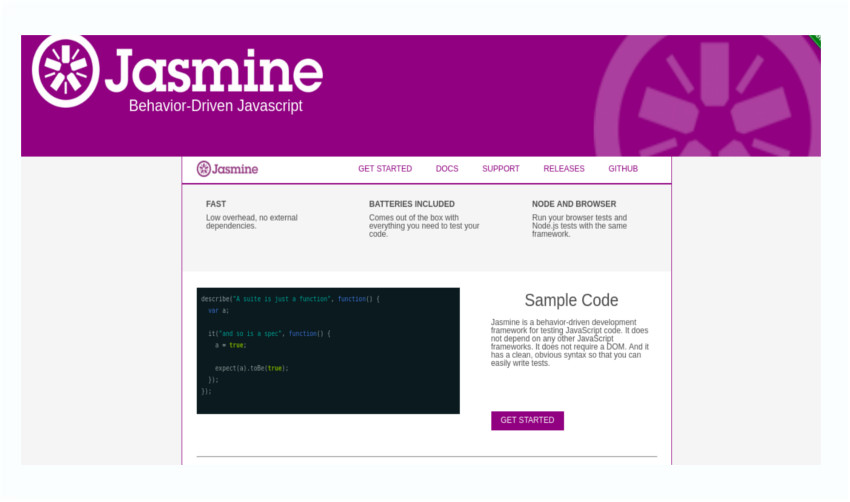 Jasmine
Behavior-Driven Javascript
Jasmine
GET STARTED DOCS SUPPORT RELEASES GITHUB
FAST
Low overhead, no external
dependencies.
BATTERIES INCLUDED
Comes out of the box with
everything you need to test your
code.
NODE AND BROWSER
Run your browser tests and
Node.js tests with the same
framework.
describe("A suite is just a function", function() {
  var a;
  it("and so is a spec", function() {
    a = true;
    expect(a).toBe(true);
  });
});
Sample Code
Jasmine is a behavior-driven development
framework for testing JavaScript code. It does
not depend on any other JavaScript
frameworks. It does not require a DOM. And it
has a clean, obvious syntax so that you can
easily write tests.
GET STARTED